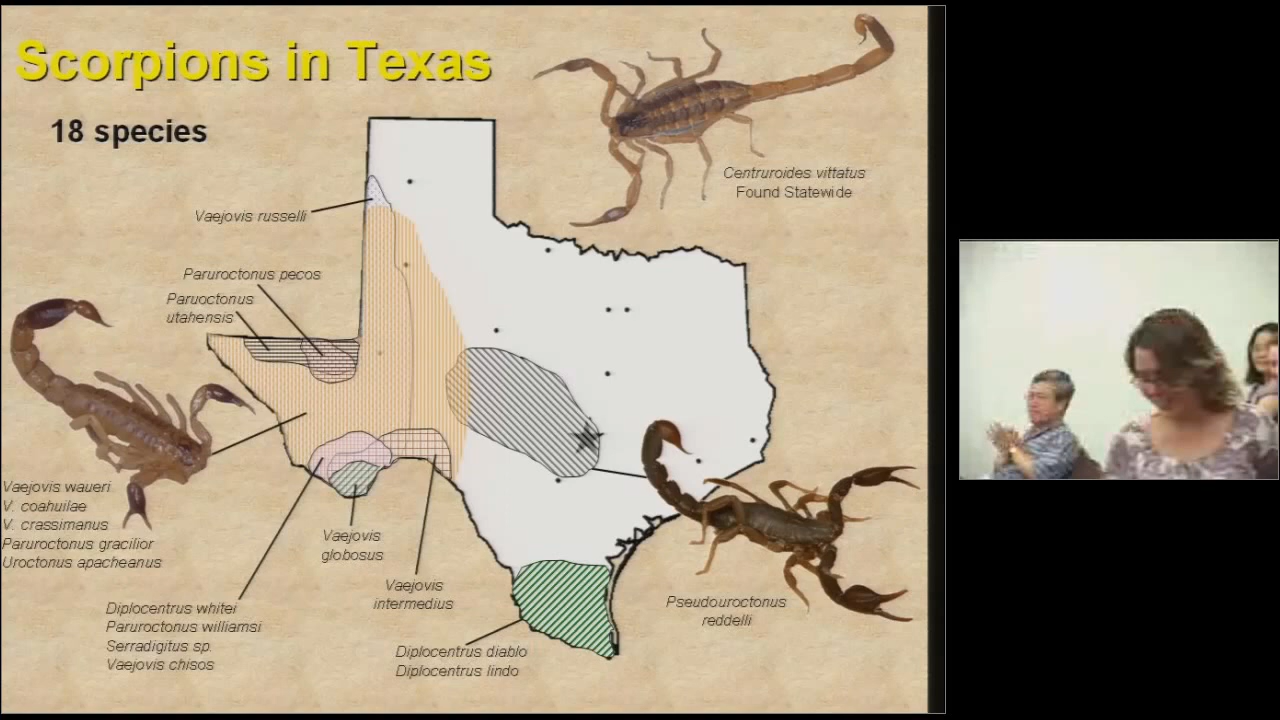 Scorpions in Texas
18 species
Centruroides vittatus
Found Statewide
Vaejovis russelli
Paruroctonus pecos
Paruoctonus
utahensis
Vaejovis waueri
V. coahuilae
V. crassimanus
Paruroctonus gracilior
Uroctonus apacheanus
Vaejovis
globosus
Vaejovis
intermedius
Diplocentrus whitei
Paruroctonus williamsi
Serradigitus sp.
Vaejovis chisos
Diplocentrus diablo
Diplocentrus lindo
Pseudouroctonus
reddelli